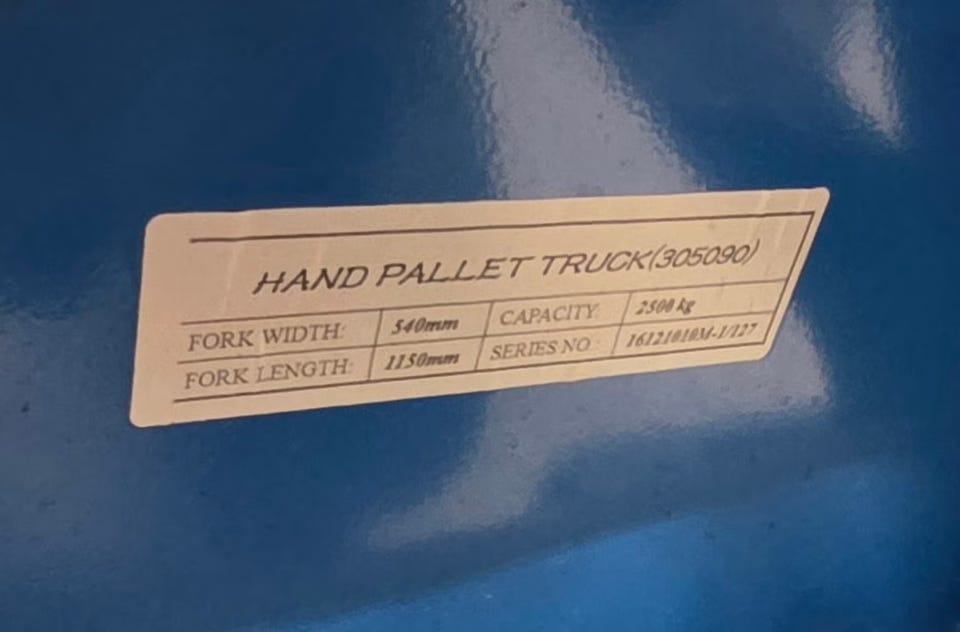 HAND PALLET TRUCK(305090)
FORK WIDTH: 540mm CAPACITY: 2500 kg
FORK LENGTH: 1150mm SERIES NO.: 16121010M-1/127